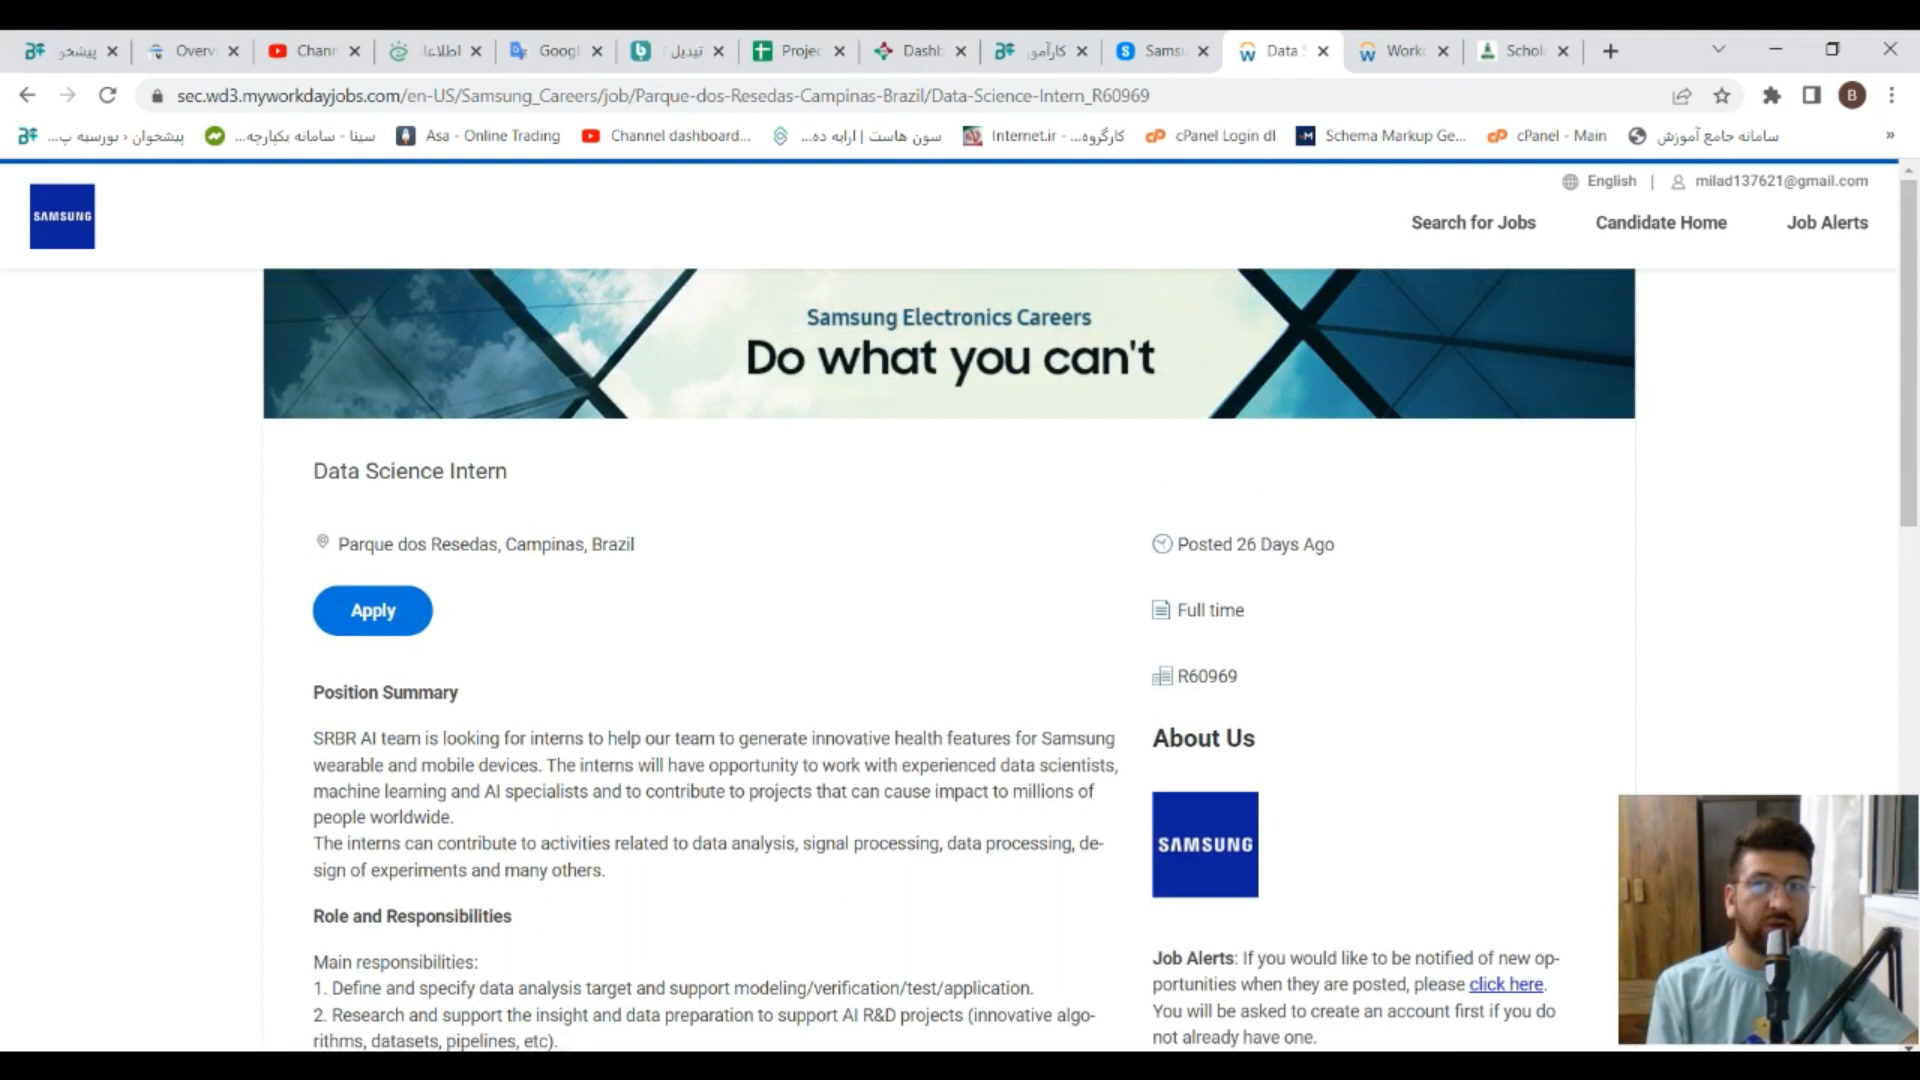 پیشخو
Overv
Chann
اطلاعا
Googl
تبدیل
Projec
Dashb
کارآموز
Sams
Data S
Work
Schol
sec.wd3.myworkdayjobs.com/en-US/Samsung_Careers/job/Parque-dos-Resedas-Campinas-Brazil/Data-Science-Intern_R60969
B
پیشخوان ‹ بورسیه پ...
سینا - سامانه یکپارچه...
Asa - Online Trading
Channel dashboard...
سون هاست | ارایه ده...
Internet.ir - کارگروه...
cPanel Login dl
Schema Markup Ge...
cPanel - Main
سامانه جامع آموزش
»
English | milad137621@gmail.com
SAMSUNG
Search for Jobs Candidate Home Job Alerts
Samsung Electronics Careers
Do what you can't
Data Science Intern
Parque dos Resedas, Campinas, Brazil
Apply
Posted 26 Days Ago
Full time
R60969
Position Summary
SRBR AI team is looking for interns to help our team to generate innovative health features for Samsung
wearable and mobile devices. The interns will have opportunity to work with experienced data scientists,
machine learning and AI specialists and to contribute to projects that can cause impact to millions of
people worldwide.
The interns can contribute to activities related to data analysis, signal processing, data processing, de-
sign of experiments and many others.
Role and Responsibilities
Main responsibilities:
1. Define and specify data analysis target and support modeling/verification/test/application.
2. Research and support the insight and data preparation to support AI R&D projects (innovative algo-
rithms, datasets, pipelines, etc).
About Us
SAMSUNG
Job Alerts: If you would like to be notified of new op-
portunities when they are posted, please click here.
You will be asked to create an account first if you do
not already have one.